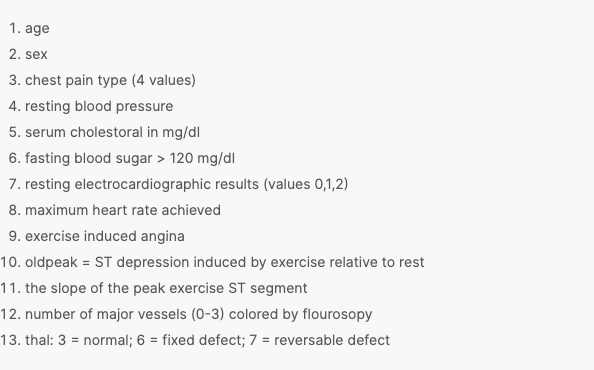 1. age
2. sex
3. chest pain type (4 values)
4. resting blood pressure
5. serum cholestoral in mg/dl
6. fasting blood sugar > 120 mg/dl
7. resting electrocardiographic results (values 0,1,2)
8. maximum heart rate achieved
9. exercise induced angina
10. oldpeak = ST depression induced by exercise relative to rest
11. the slope of the peak exercise ST segment
12. number of major vessels (0-3) colored by flourosopy
13. thal: 3 = normal; 6 = fixed defect; 7 = reversable defect